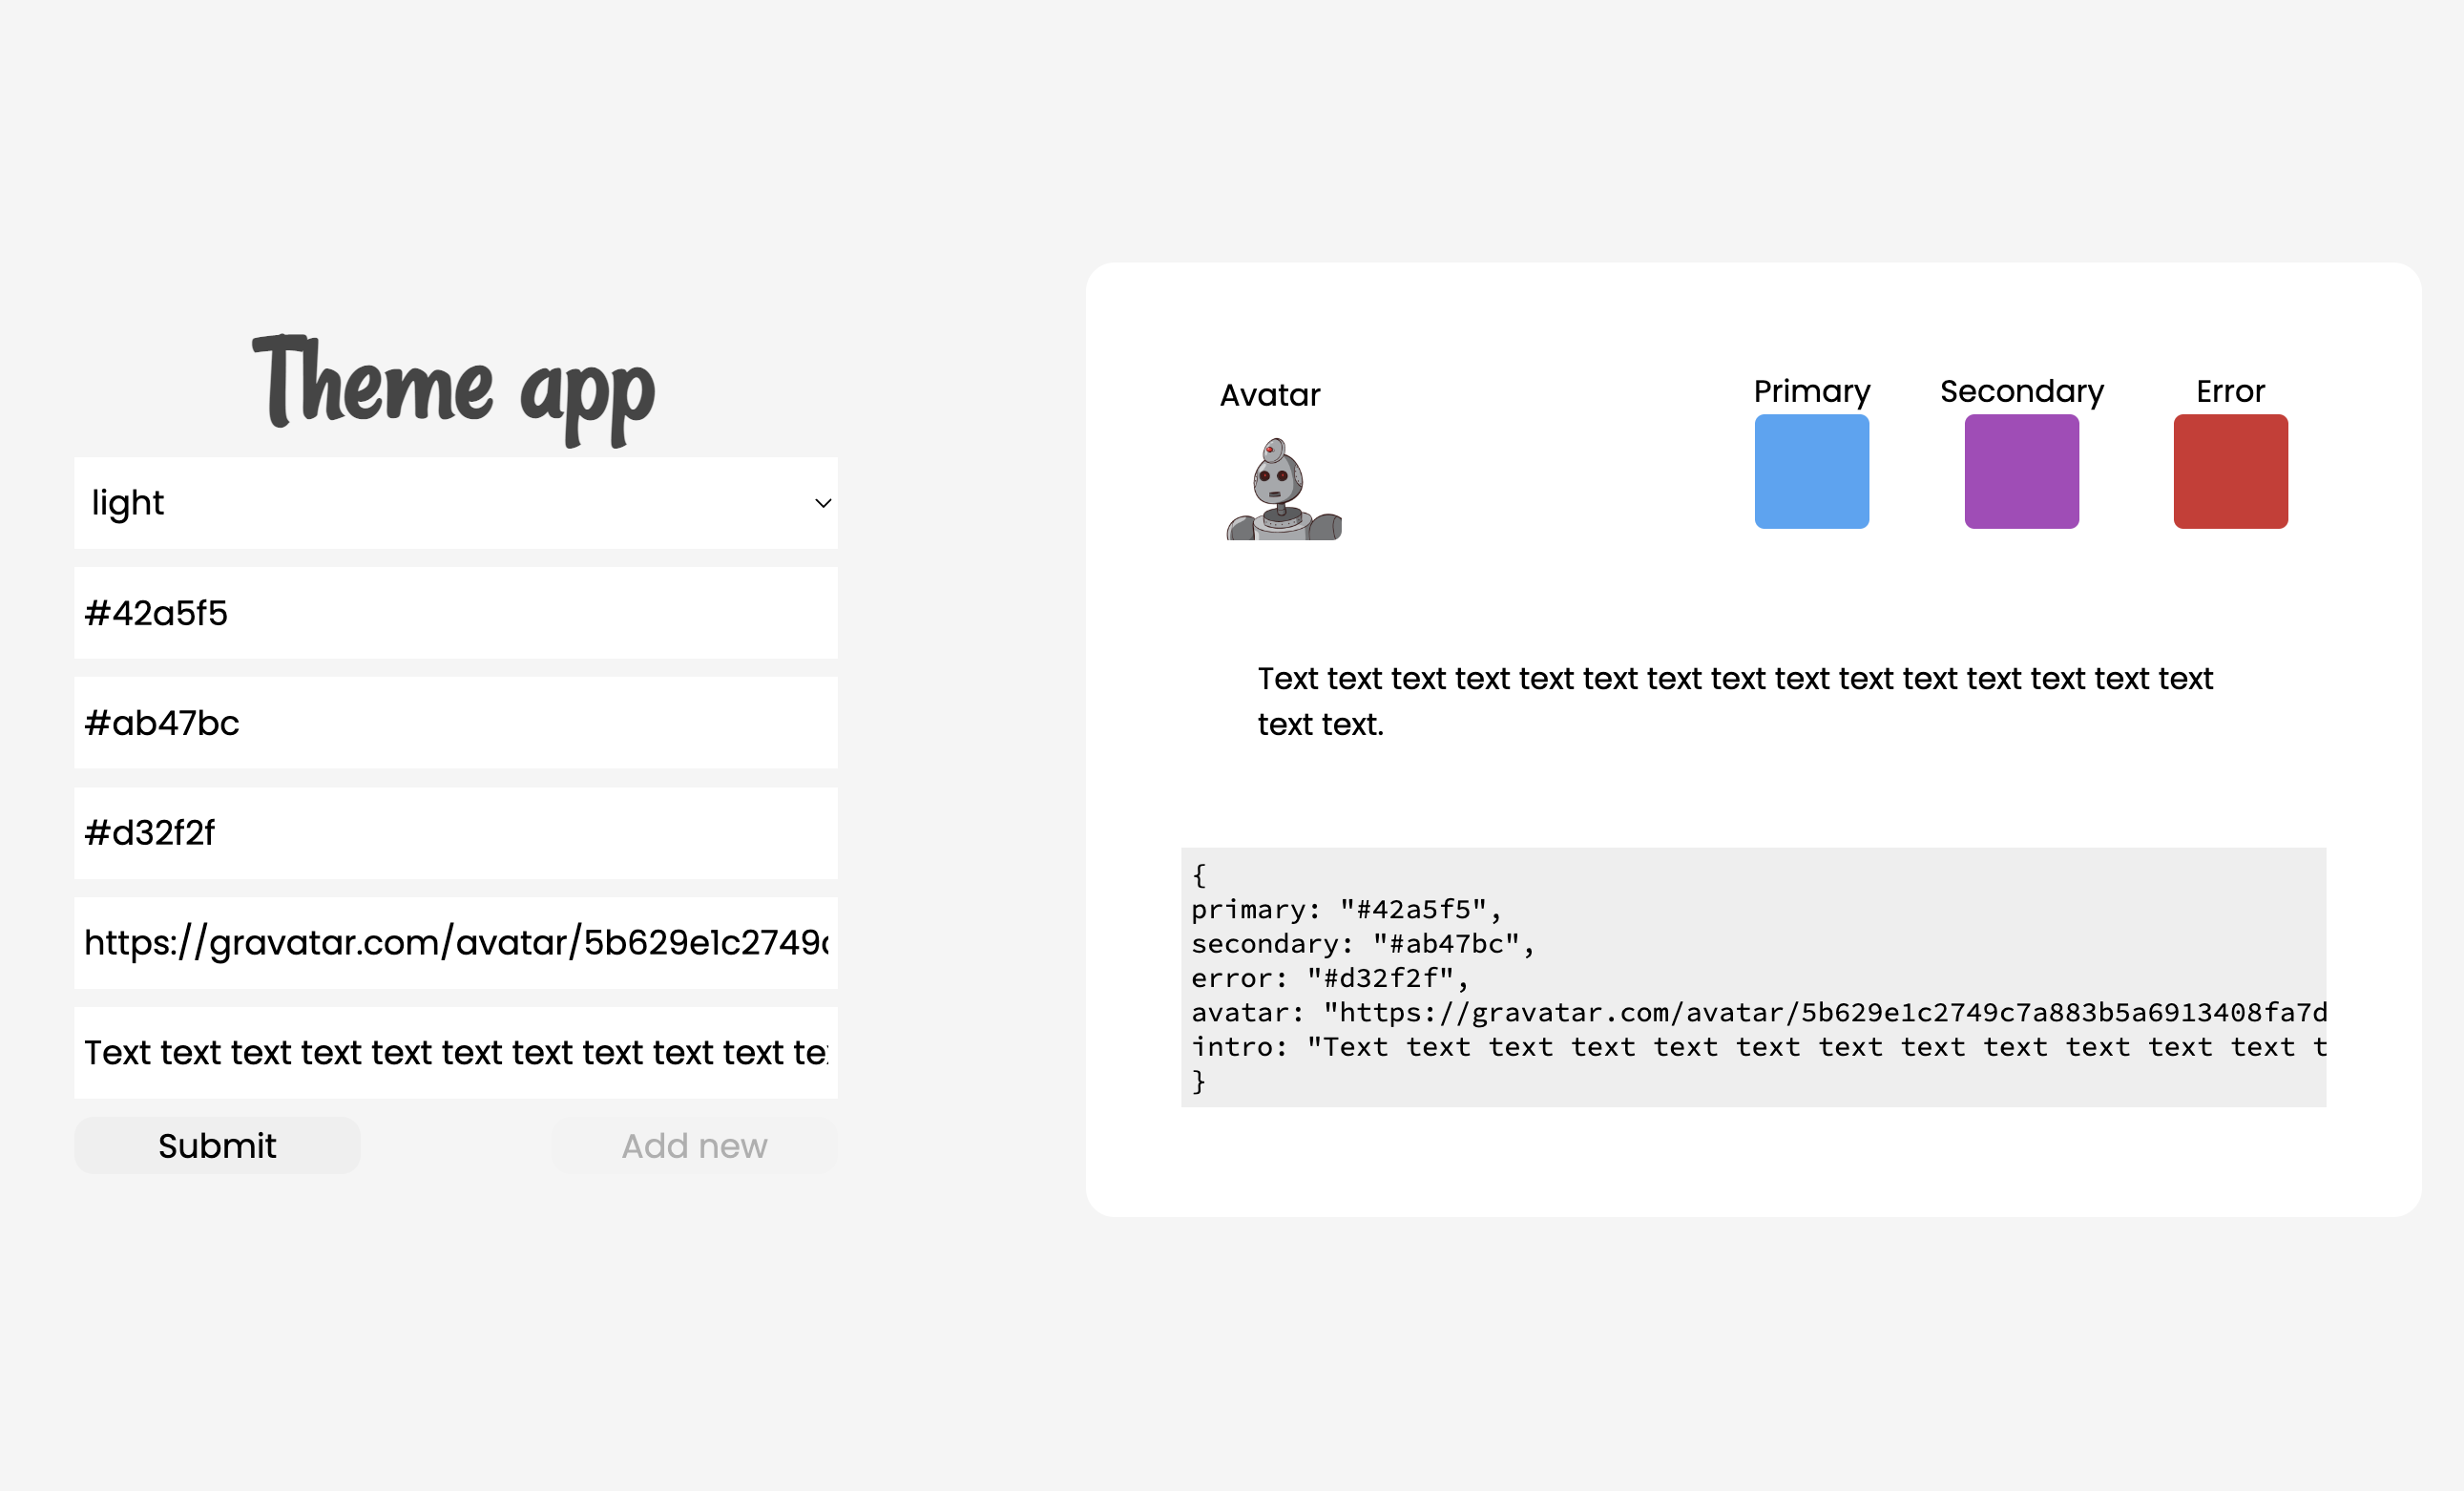 Theme app
light
#42a5f5
#ab47bc
#d32f2f
https://gravatar.com/avatar/5b629e1c2749
Text text text text text text text text text text
Submit
Add new
Avatar
Primary
Secondary
Error
Text text text text text text text text text text text text text text text
text text.
{
primary: "#42a5f5",
secondary: "#ab47bc",
error: "#d32f2f",
avatar: "https://gravatar.com/avatar/5b629e1c2749c7a883b5a6913408fa7d
intro: "Text text text text text text text text text text text text t
}